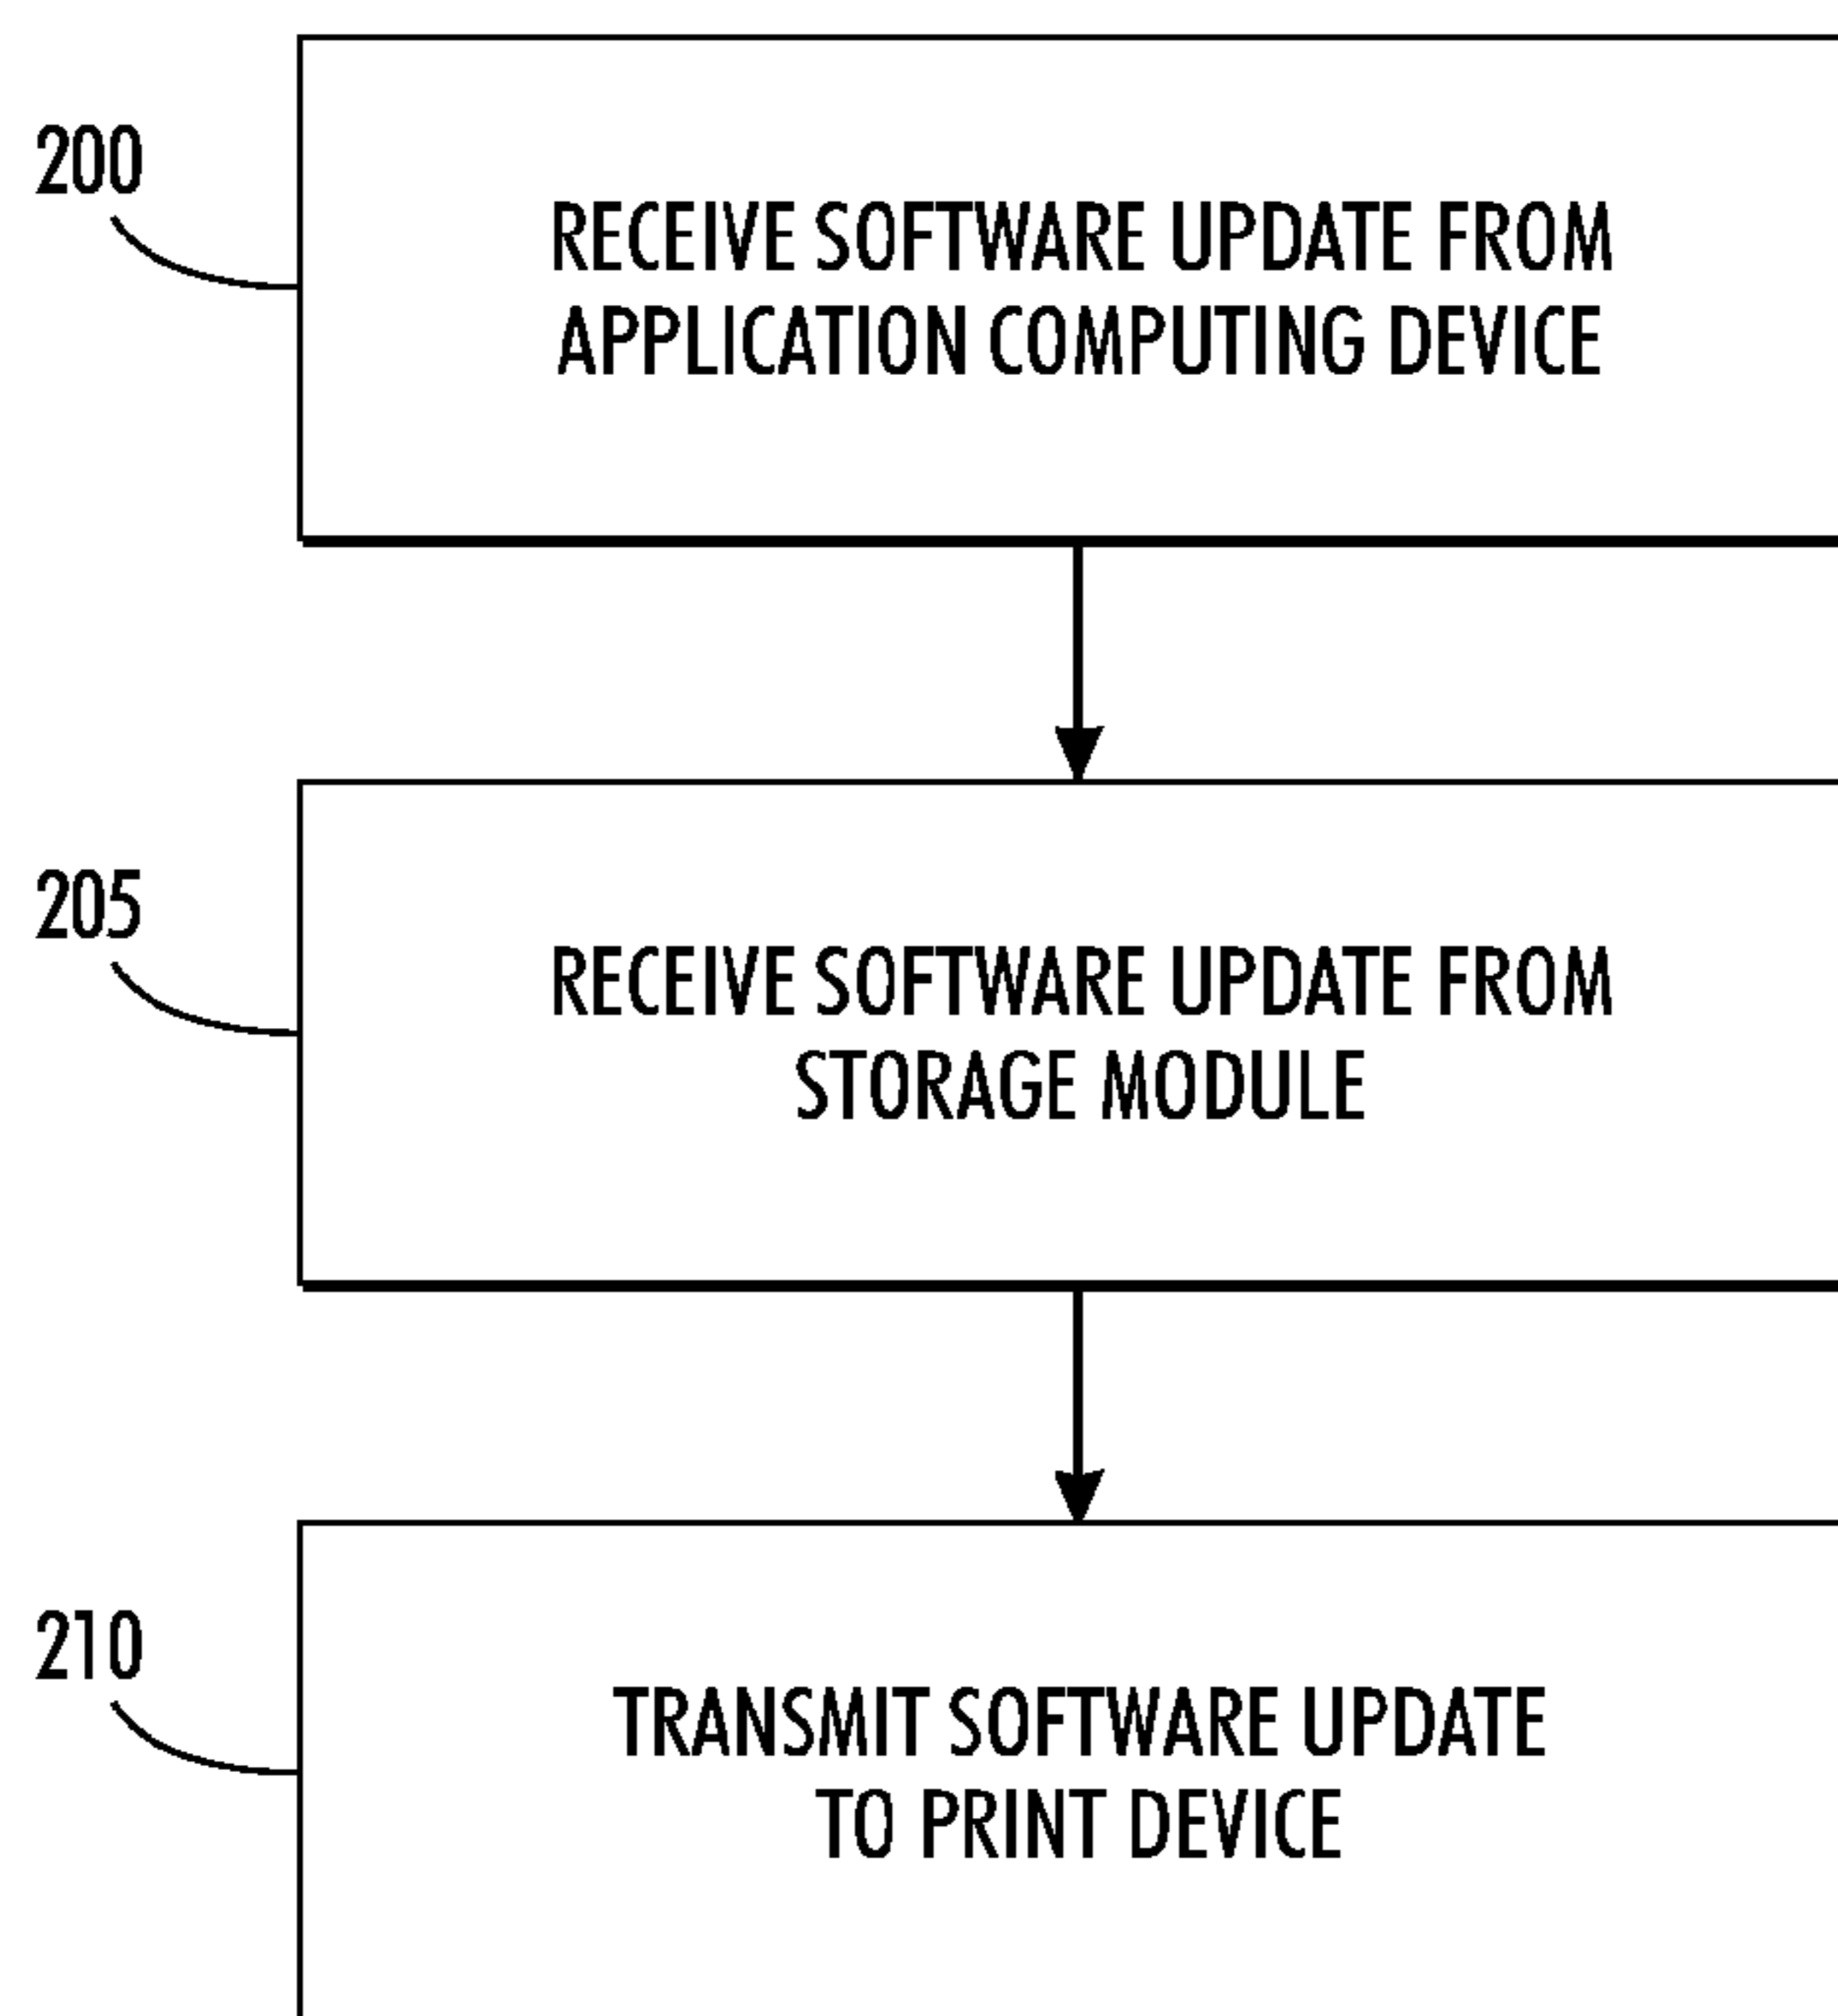 200
RECEIVE SOFTWARE UPDATE FROM
APPLICATION COMPUTING DEVICE
205
RECEIVE SOFTWARE UPDATE FROM
STORAGE MODULE
210
TRANSMIT SOFTWARE UPDATE
TO PRINT DEVICE